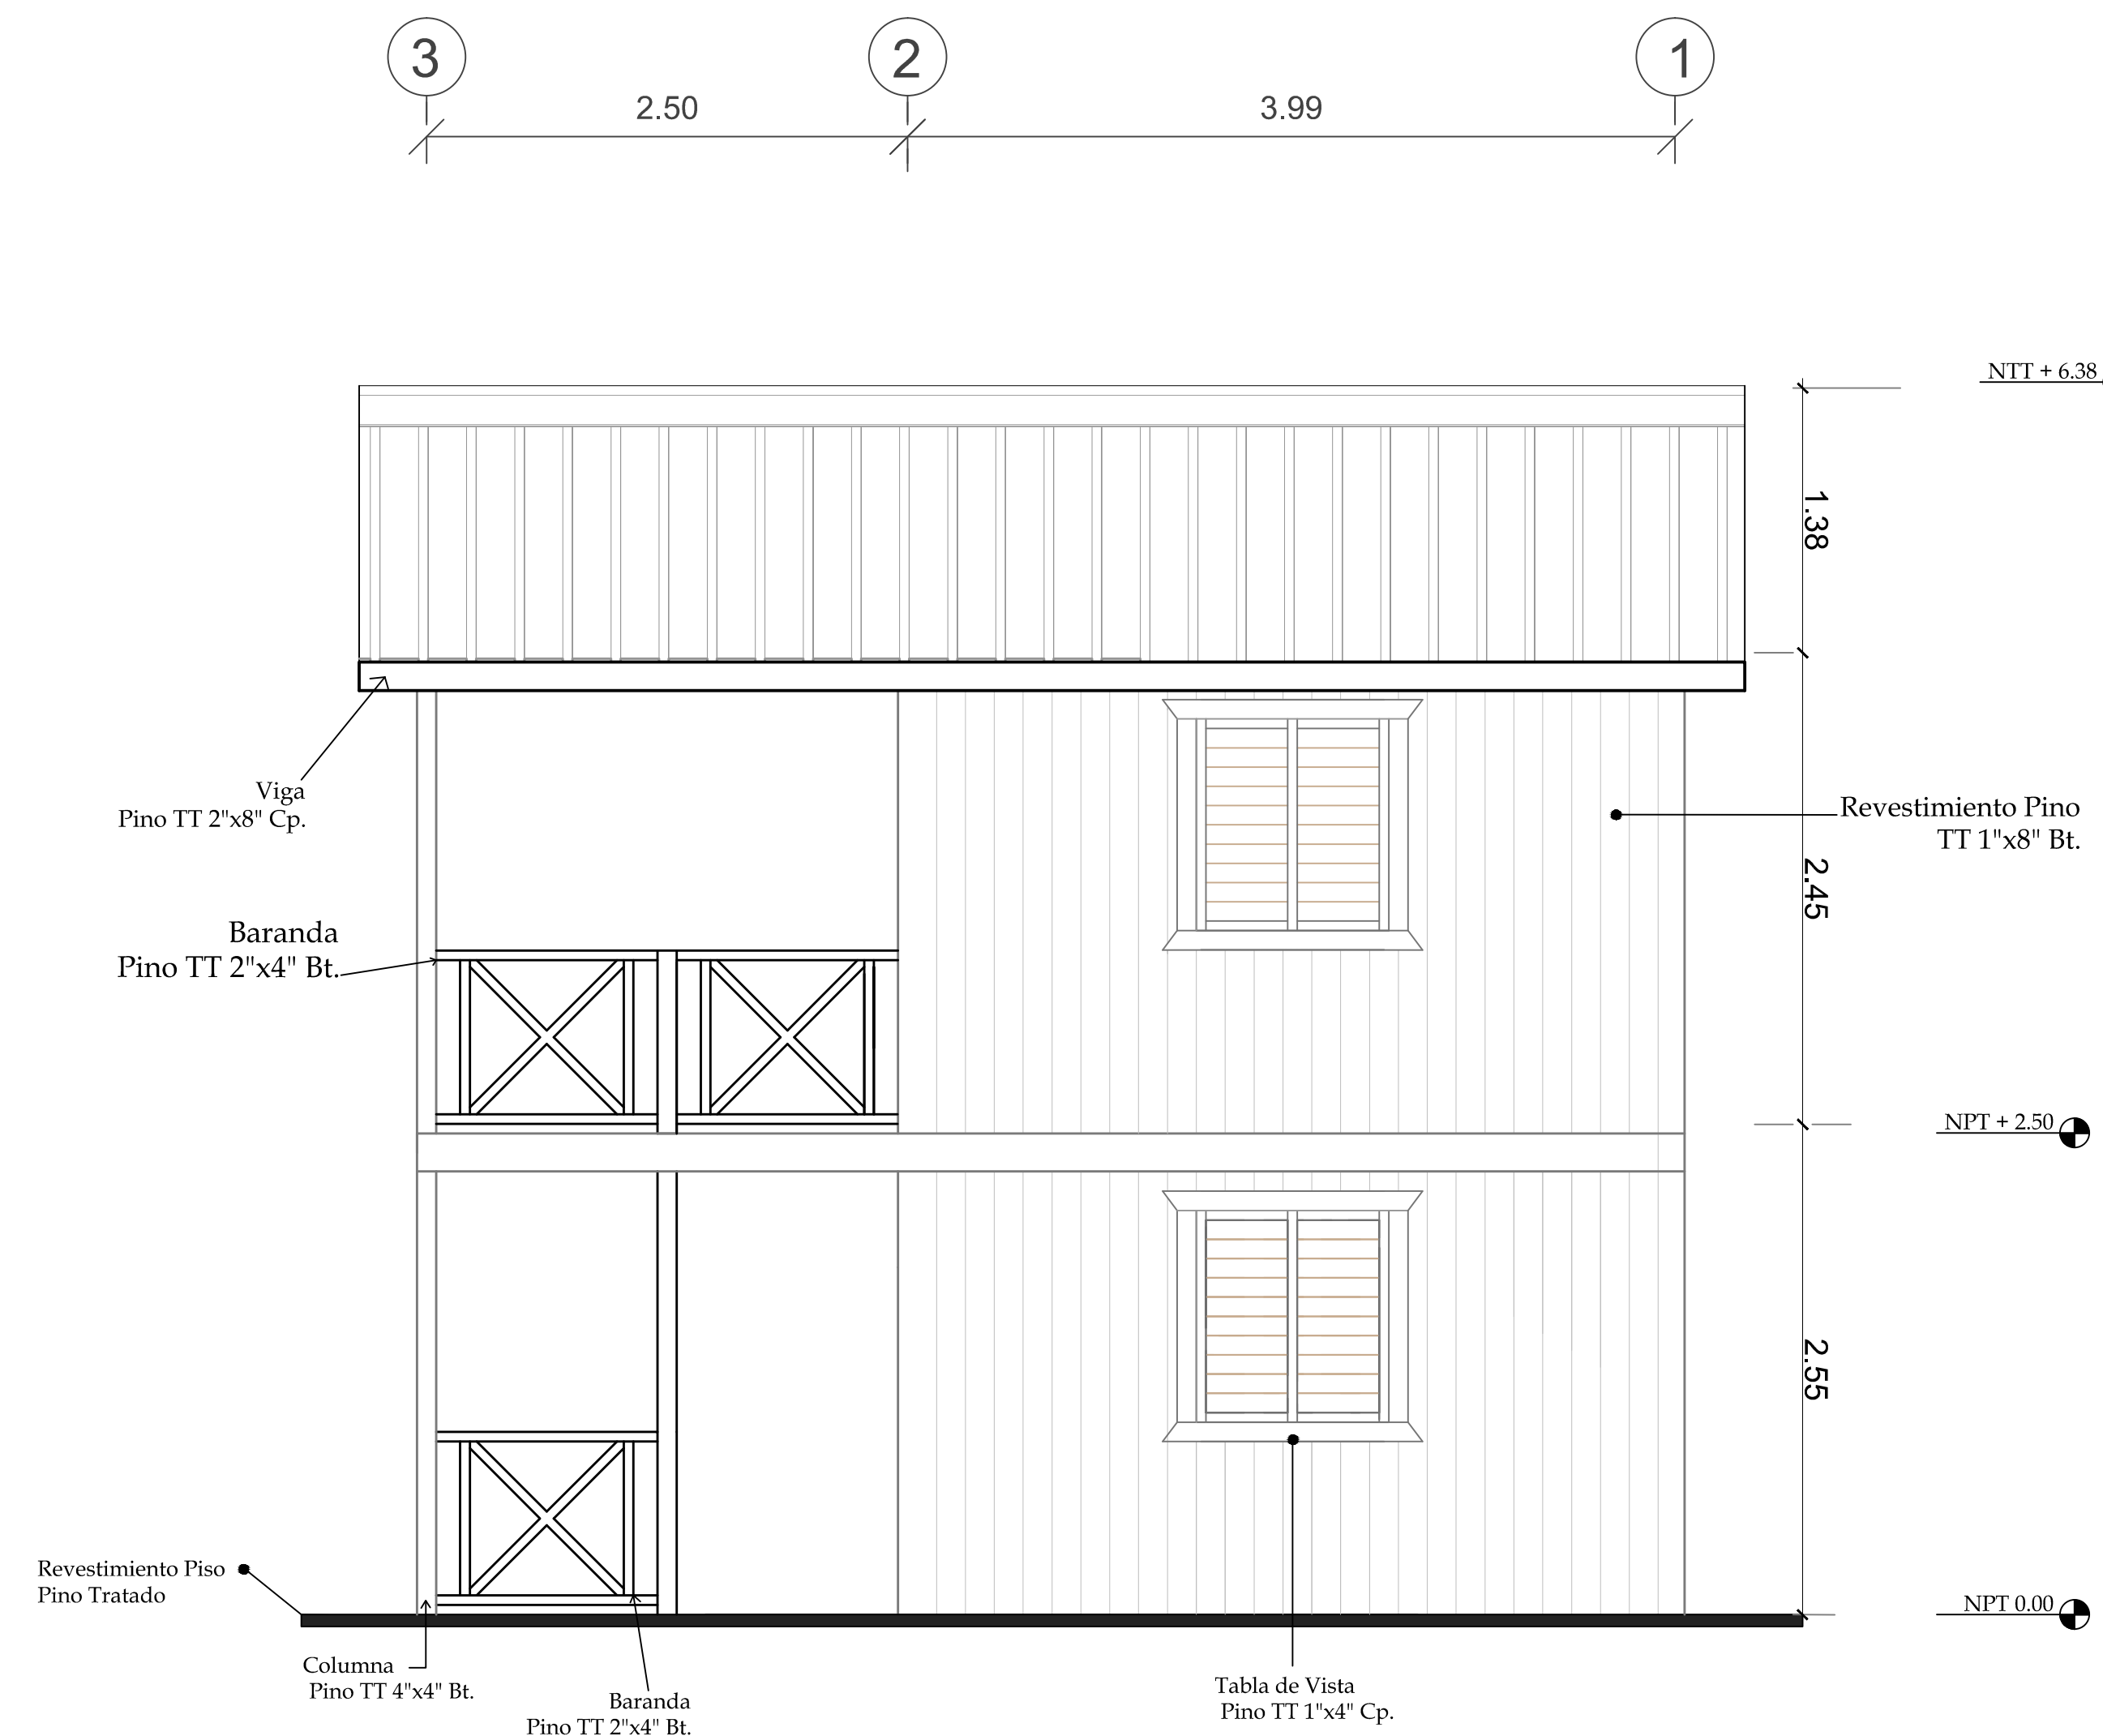 3
2
1
2.50
3.99
NTT + 6.38
1.38
Viga
Pino TT 2"x8" Cp.
Revestimiento Pino
TT 1"x8" Bt.
2.45
Baranda
Pino TT 2"x4" Bt.
NPT + 2.50
2.55
Revestimiento Piso
Pino Tratado
NPT 0.00
Columna
Pino TT 4"x4" Bt.
Baranda
Pino TT 2"x4" Bt.
Tabla de Vista
Pino TT 1"x4" Cp.